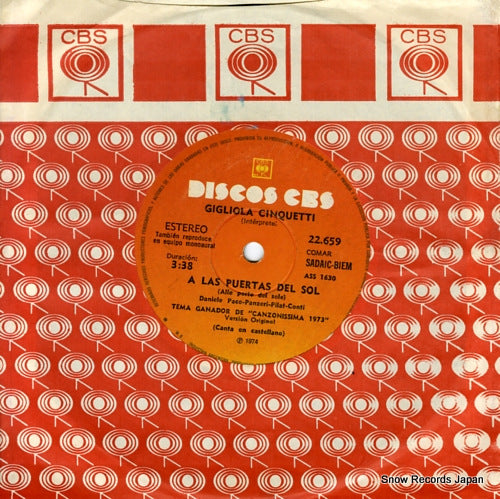 CBS
CBS
CBS
DISCOS CBS
GIGLIOLA CINQUETTI
(Intérprete)
ESTEREO
También reproduce
en equipo monoaural
22.659
COMAR
SADAIC-BIEM
Duración:
3:38
ASS 1630
A LAS PUERTAS DEL SOL
(Alle porte del sole)
Daniele Pace-Panzeri-Pilat-Conti
TEMA GANADOR DE "CANZONISSIMA 1973"
Versión Original
(Canta en castellano)
℗ 1974
Snow Records Japan